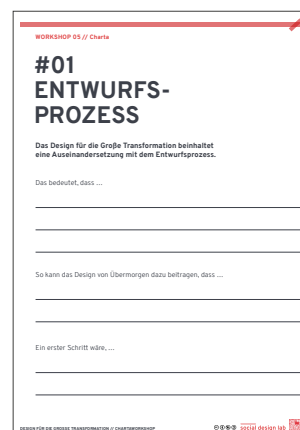 WORKSHOP 05 // Charta
#01
ENTWURFS-
PROZESS
Das Design für die Große Transformation beinhaltet
eine Auseinandersetzung mit dem Entwurfsprozess.
Das bedeutet, dass ...
So kann das Design von Übermorgen dazu beitragen, dass ...
Ein erster Schritt wäre, ...
DESIGN FÜR DIE GROSSE TRANSFORMATION // CHARTAWORKSHOP
social design lab